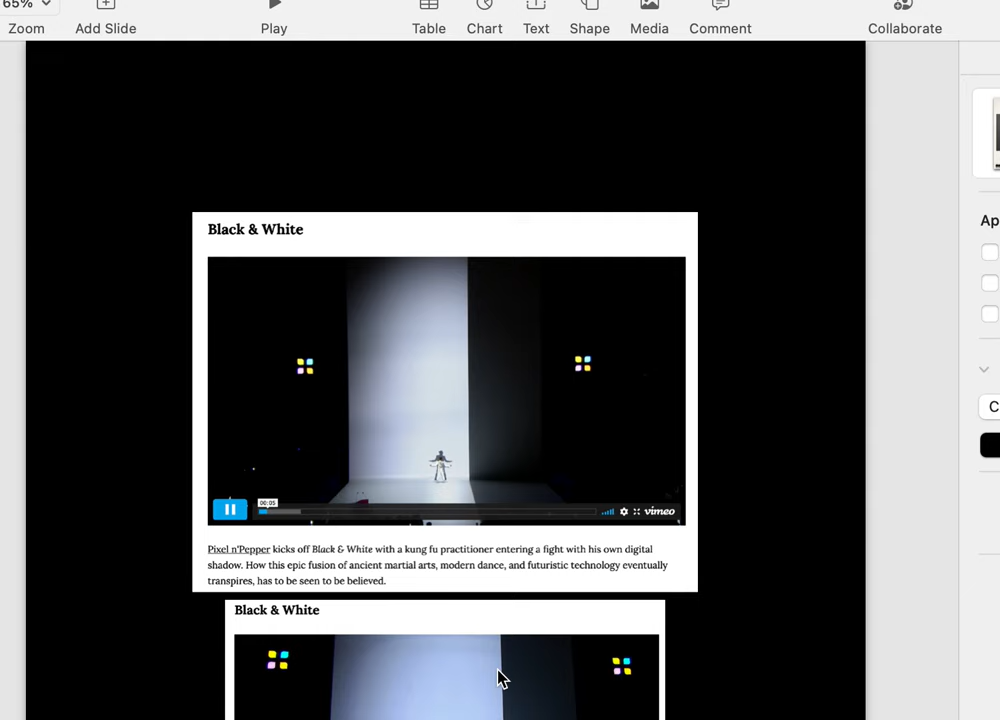 65%
Zoom
Add Slide
Play
Table
Chart
Text
Shape
Media
Comment
Collaborate
Black & White
00:05
vimeo
Pixel n'Pepper kicks off Black & White with a kung fu practitioner entering a fight with his own digital
shadow. How this epic fusion of ancient martial arts, modern dance, and futuristic technology eventually
transpires, has to be seen to be believed.
Black & White
Ap
C